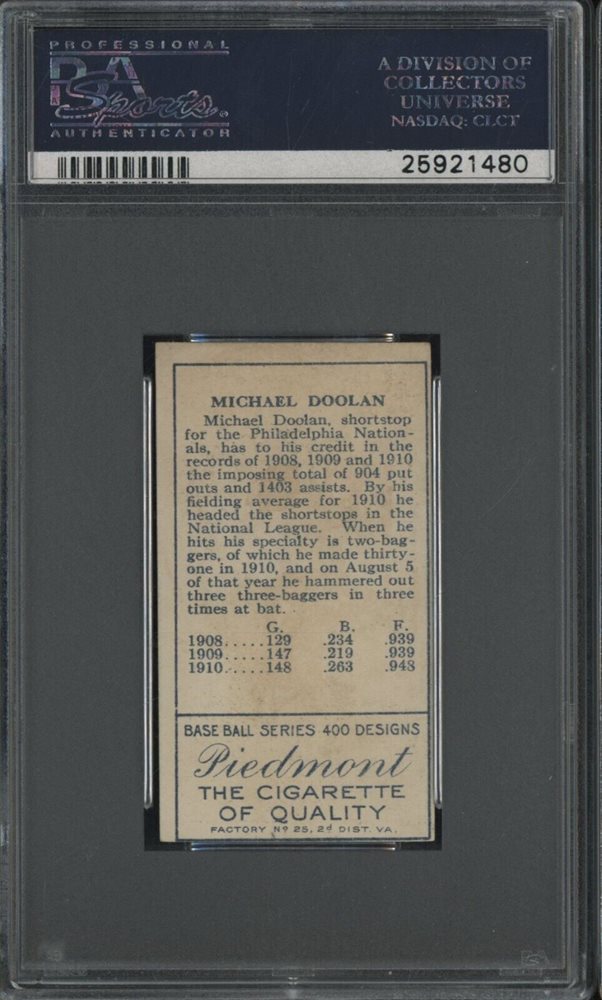 PROFESSIONAL
PSA
Sports
AUTHENTICATOR
A DIVISION OF
COLLECTORS
UNIVERSE
NASDAQ: CLCT
25921480
MICHAEL DOOLAN
Michael Doolan, shortstop
for the Philadelphia Nation-
als, has to his credit in the
records of 1908, 1909 and 1910
the imposing total of 904 put
outs and 1403 assists. By his
fielding average for 1910 he
headed the shortstops in the
National League. When he
hits his specialty is two-bag-
gers, of which he made thirty-
one in 1910, and on August 5
of that year he hammered out
three three-baggers in three
times at bat.
G. B. F.
1908.....129 .234 .939
1909.....147 .219 .939
1910.....148 .263 .948
BASE BALL SERIES 400 DESIGNS
Piedmont
THE CIGARETTE
OF QUALITY
FACTORY Nº 25, 2d DIST. VA.